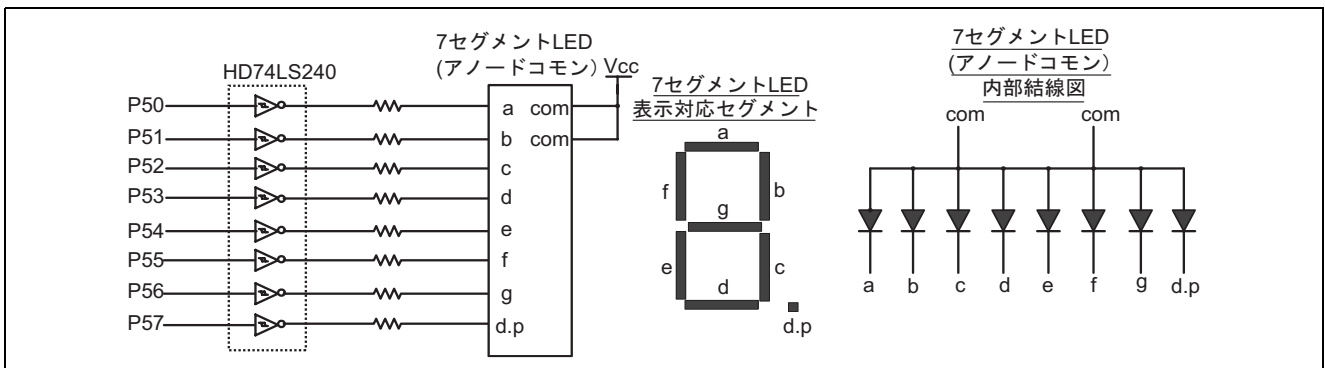 HD74LS240
P50
P51
P52
P53
P54
P55
P56
P57
7セグメントLED
(アノードコモン)
Vcc
a com
b com
c
d
e
f
g
d.p
7セグメントLED
表示対応セグメント
a
f
b
g
e
c
d
d.p
7セグメントLED
(アノードコモン)
内部結線図
com com
a b c d e f g d.p